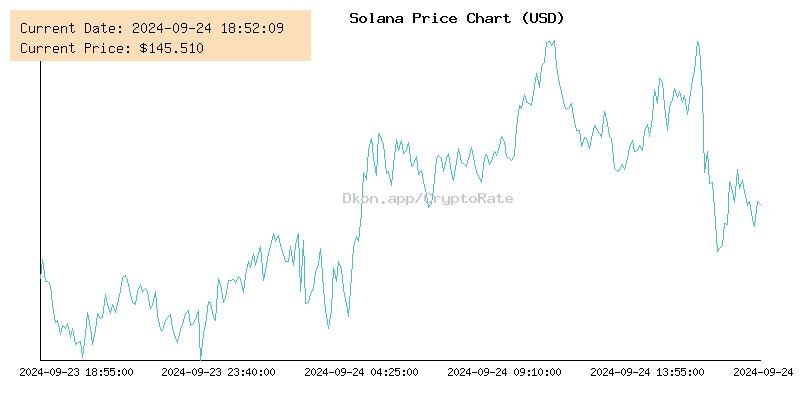 Solana Price Chart (USD)
Current Date: 2024-09-24 18:52:09
Current Price: $145.510
Dkon.app/CryptoRate
2024-09-23 18:55:00 2024-09-23 23:40:00 2024-09-24 04:25:00 2024-09-24 09:10:00 2024-09-24 13:55:00 2024-09-24